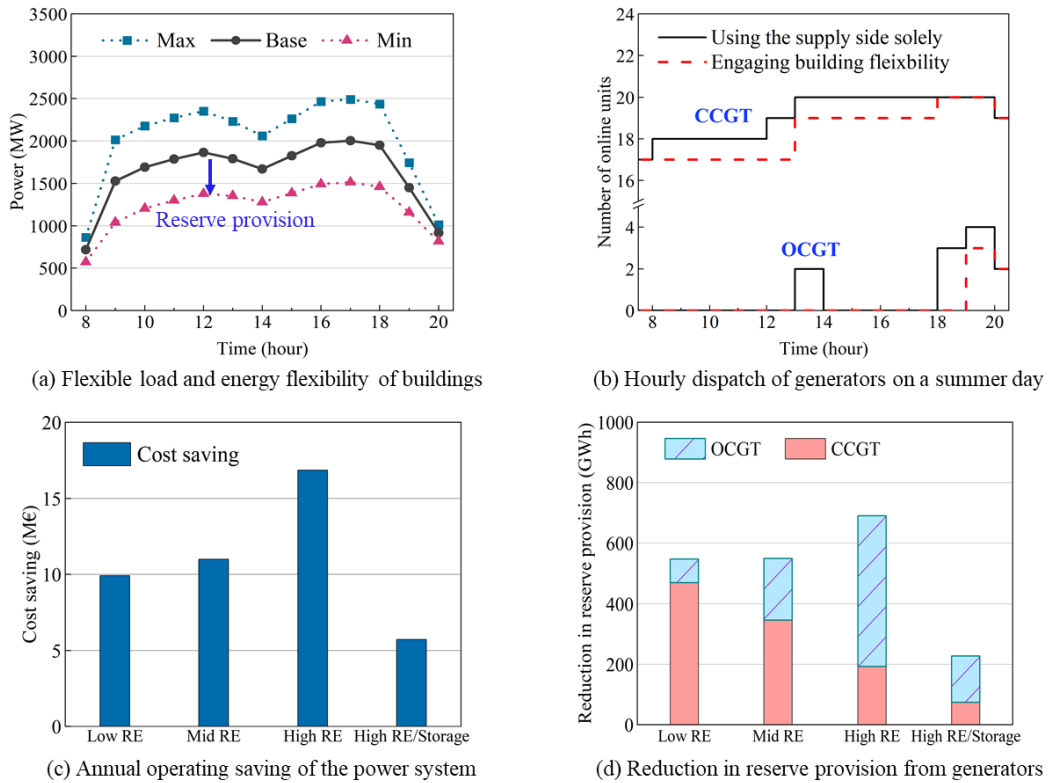 3500
3000
2500
2000
1500
1000
500
0
Power (MW)
Max
Base
Min
Reserve provision
8
10
12
14
16
18
20
Time (hour)
(a) Flexible load and energy flexibility of buildings
24
22
20
18
16
4
2
0
Number of online units
Using the supply side solely
Engaging building fleixbility
CCGT
OCGT
8
10
12
14
16
18
20
Time (hour)
(b) Hourly dispatch of generators on a summer day
20
15
10
5
0
Cost saving (M€)
Cost saving
Low RE
Mid RE
High RE
High RE/Storage
(c) Annual operating saving of the power system
1000
800
600
400
200
0
Reduction in reserve provision (GWh)
OCGT
CCGT
Low RE
Mid RE
High RE
High RE/Storage
(d) Reduction in reserve provision from generators